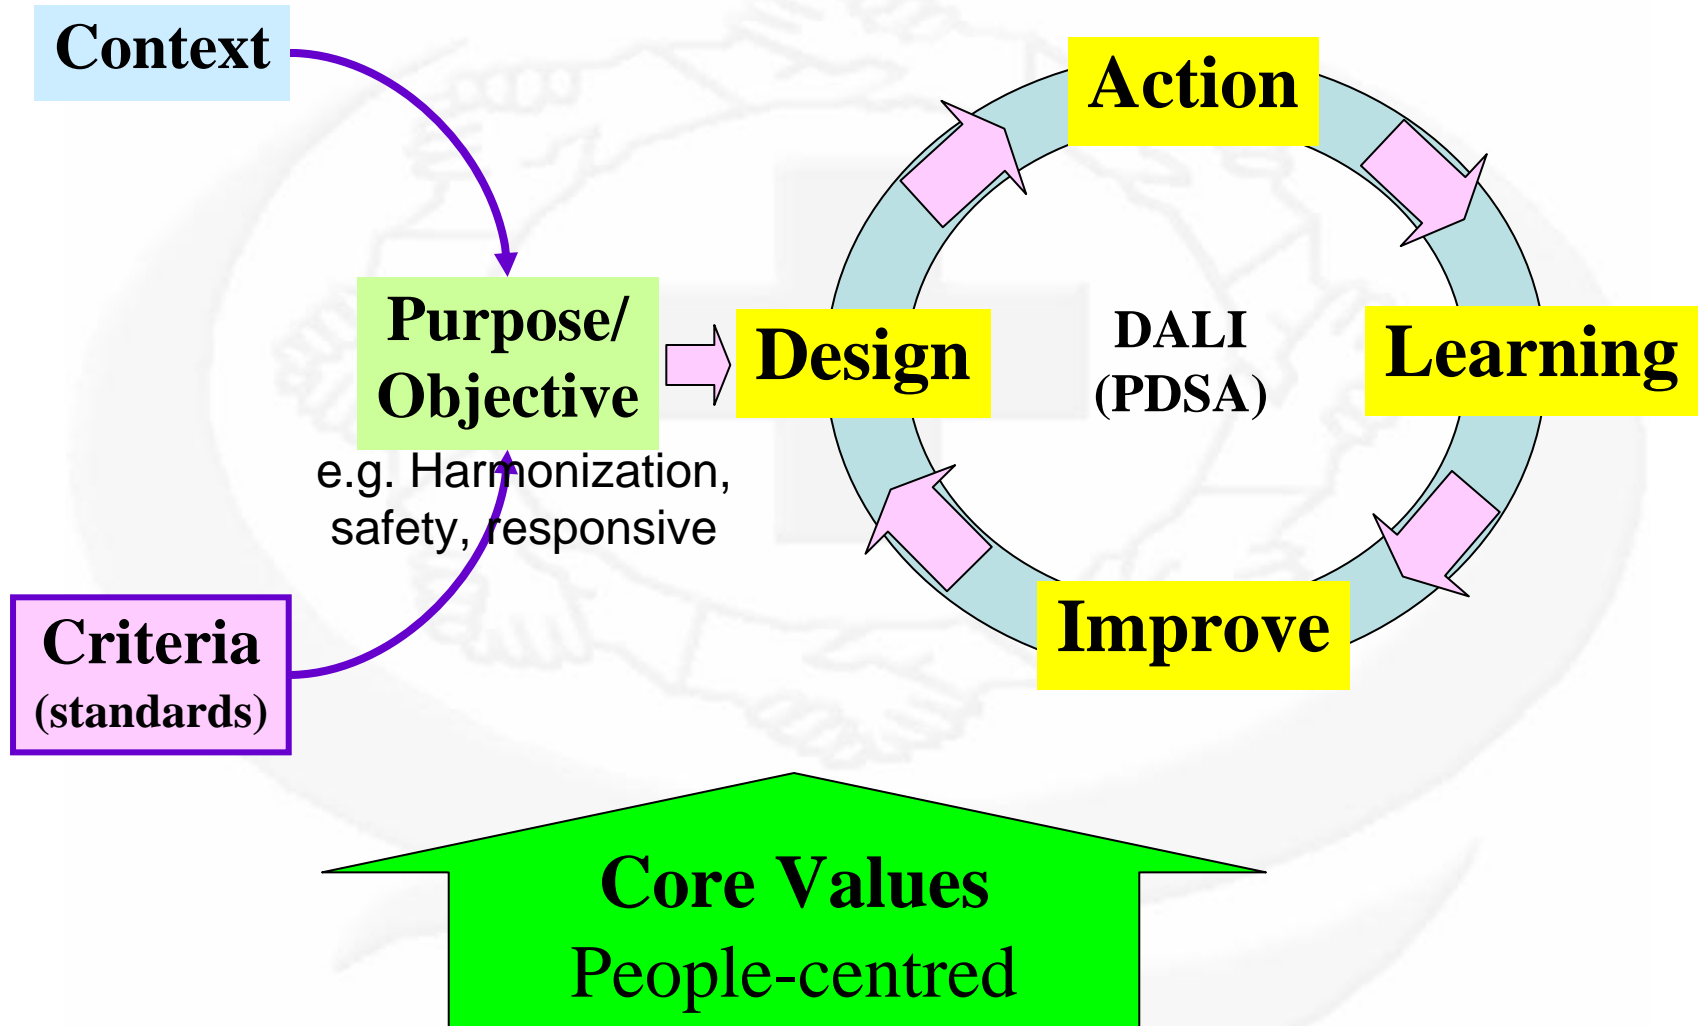 Context
Action
Purpose/
Objective
e.g. Harmonization,
safety, responsive
Design
DALI
(PDSA)
Learning
Criteria
(standards)
Improve
Core Values
People-centred